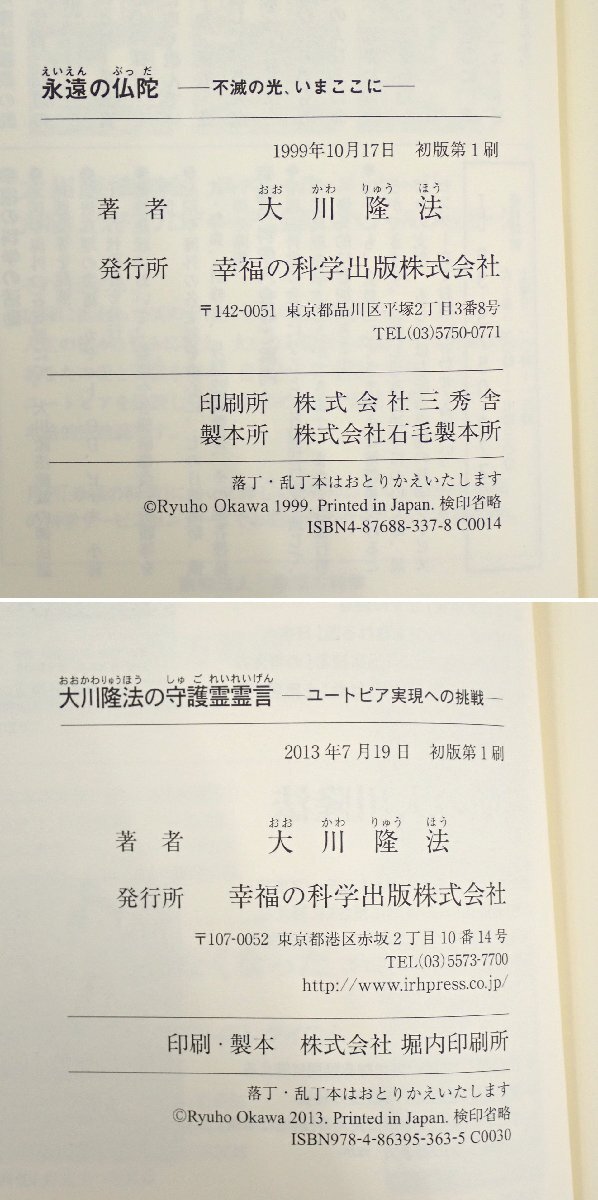 えいえん ぶっだ
永遠の仏陀 ―不滅の光、いまここに―
1999年10月17日 初版第1刷
おお かわ りゅう ほう
著者 大川隆法
発行所 幸福の科学出版株式会社
〒142-0051 東京都品川区平塚2丁目3番8号
TEL(03)5750-0771
印刷所 株式会社三秀舎
製本所 株式会社石毛製本所
落丁・乱丁本はおとりかえいたします
©Ryuho Okawa 1999. Printed in Japan. 検印省略
ISBN4-87688-337-8 C0014
おおかわりゅうほう しゅご れいれいげん
大川隆法の守護霊霊言 ―ユートピア実現への挑戦―
2013年7月19日 初版第1刷
おお かわ りゅう ほう
著者 大川隆法
発行所 幸福の科学出版株式会社
〒107-0052 東京都港区赤坂2丁目10番14号
TEL(03)5573-7700
http://www.irhpress.co.jp/
印刷・製本 株式会社 堀内印刷所
落丁・乱丁本はおとりかえいたします
©Ryuho Okawa 2013. Printed in Japan. 検印省略
ISBN978-4-86395-363-5 C0030